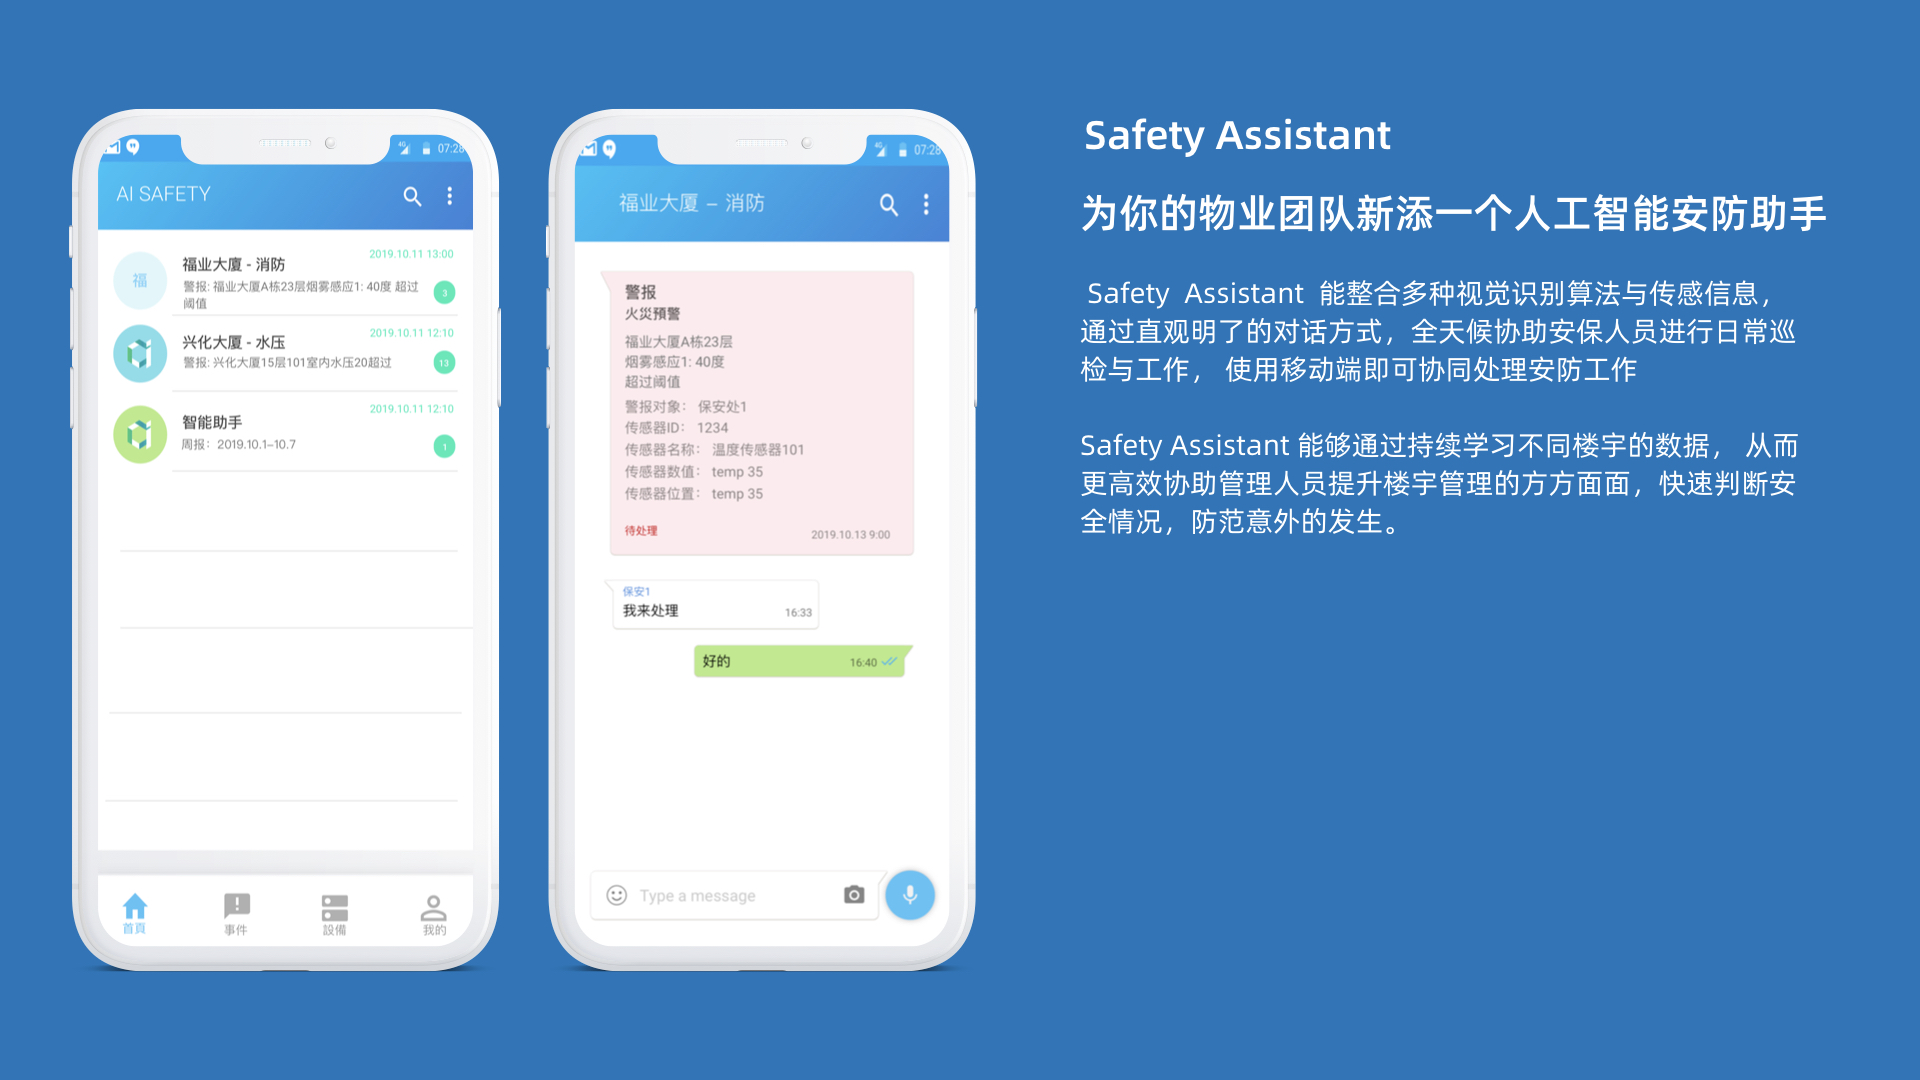 07:28
AI SAFETY
福
福业大廈 - 消防
2019.10.11 13:00
警报: 福业大厦A栋23层烟雾感应1: 40度 超过
阈值
3
兴化大厦 - 水压
2019.10.11 12:10
警报: 兴化大厦15层101室内水压20超过
13
智能助手
2019.10.11 12:10
周报：2019.10.1-10.7
1
首頁
事件
設備
我的
07:28
福业大厦 – 消防
警报
火災預警
福业大厦A栋23层
烟雾感应1: 40度
超过阈值
警报对象： 保安处1
传感器ID： 1234
传感器名称： 温度传感器101
传感器数值： temp 35
传感器位置： temp 35
待处理
2019.10.13 9:00
保安1
我来处理
16:33
好的
16:40
Type a message
Safety Assistant
为你的物业团队新添一个人工智能安防助手
Safety Assistant 能整合多种视觉识别算法与传感信息，
通过直观明了的对话方式，全天候协助安保人员进行日常巡
检与工作， 使用移动端即可协同处理安防工作
Safety Assistant 能够通过持续学习不同楼宇的数据， 从而
更高效协助管理人员提升楼宇管理的方方面面，快速判断安
全情况，防范意外的发生。